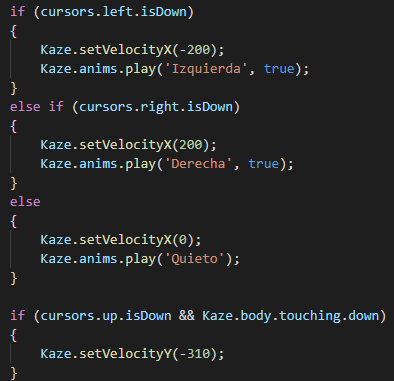 if (cursors.left.isDown)
{
    Kaze.setVelocityX(-200);
    Kaze.anims.play('Izquierda', true);
}
else if (cursors.right.isDown)
{
    Kaze.setVelocityX(200);
    Kaze.anims.play('Derecha', true);
}
else
{
    Kaze.setVelocityX(0);
    Kaze.anims.play('Quieto');
}

if (cursors.up.isDown && Kaze.body.touching.down)
{
    Kaze.setVelocityY(-310);
}